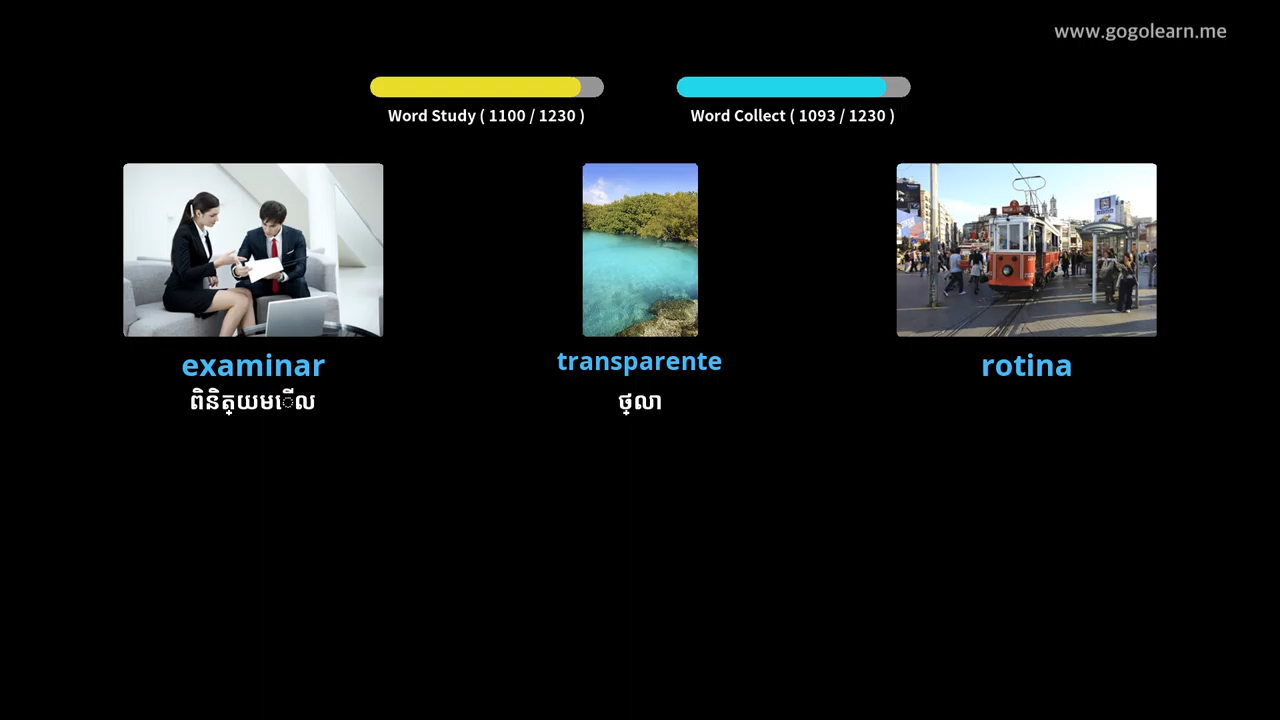 www.gogolearn.me
Word Study ( 1100 / 1230 )
Word Collect ( 1093 / 1230 )
examinar
ពិនិត្យមើល
transparente
ថ្លា
rotina